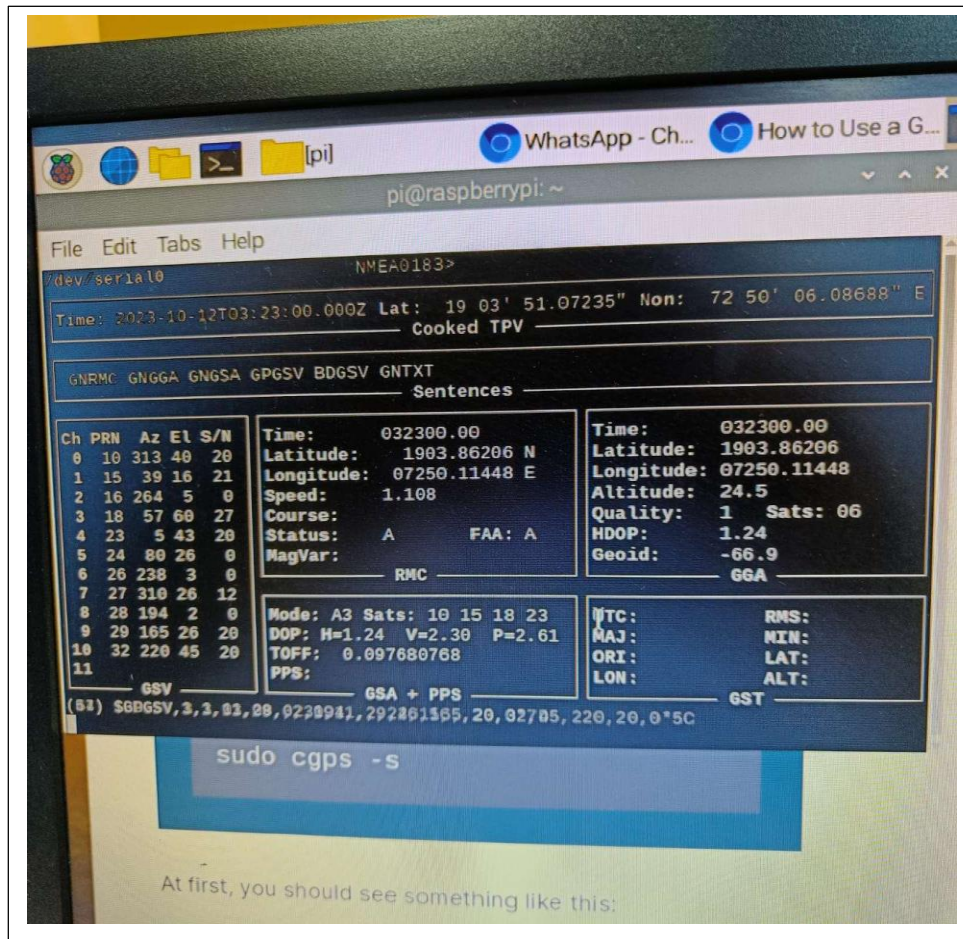 [pi] WhatsApp - Ch... How to Use a G...
pi@raspberrypi: ~
File Edit Tabs Help
/dev/serial0 NMEA0183>
Time: 2023-10-12T03:23:00.000Z Lat: 19 03' 51.07235" Non: 72 50' 06.08688" E
Cooked TPV
GNRMC GNGGA GNGSA GPGSV BDGSV GNTXT
Sentences
Ch PRN Az El S/N
0 10 313 40 20
1 15 39 16 21
2 16 264 5 0
3 18 57 60 27
4 23 5 43 20
5 24 80 26 0
6 26 238 3 0
7 27 310 26 12
8 28 194 2 0
9 29 165 26 20
10 32 220 45 20
11
GSV
Time: 032300.00
Latitude: 1903.86206 N
Longitude: 07250.11448 E
Speed: 1.108
Course:
Status: A FAA: A
MagVar:
RMC
Time: 032300.00
Latitude: 1903.86206
Longitude: 07250.11448
Altitude: 24.5
Quality: 1 Sats: 06
HDOP: 1.24
Geoid: -66.9
GGA
Mode: A3 Sats: 10 15 18 23
DOP: H=1.24 V=2.30 P=2.61
TOFF: 0.097680768
PPS:
GSA + PPS
UTC: RMS:
MAJ: MIN:
ORI: LAT:
LON: ALT:
GST
sudo cgps -s
At first, you should see something like this: